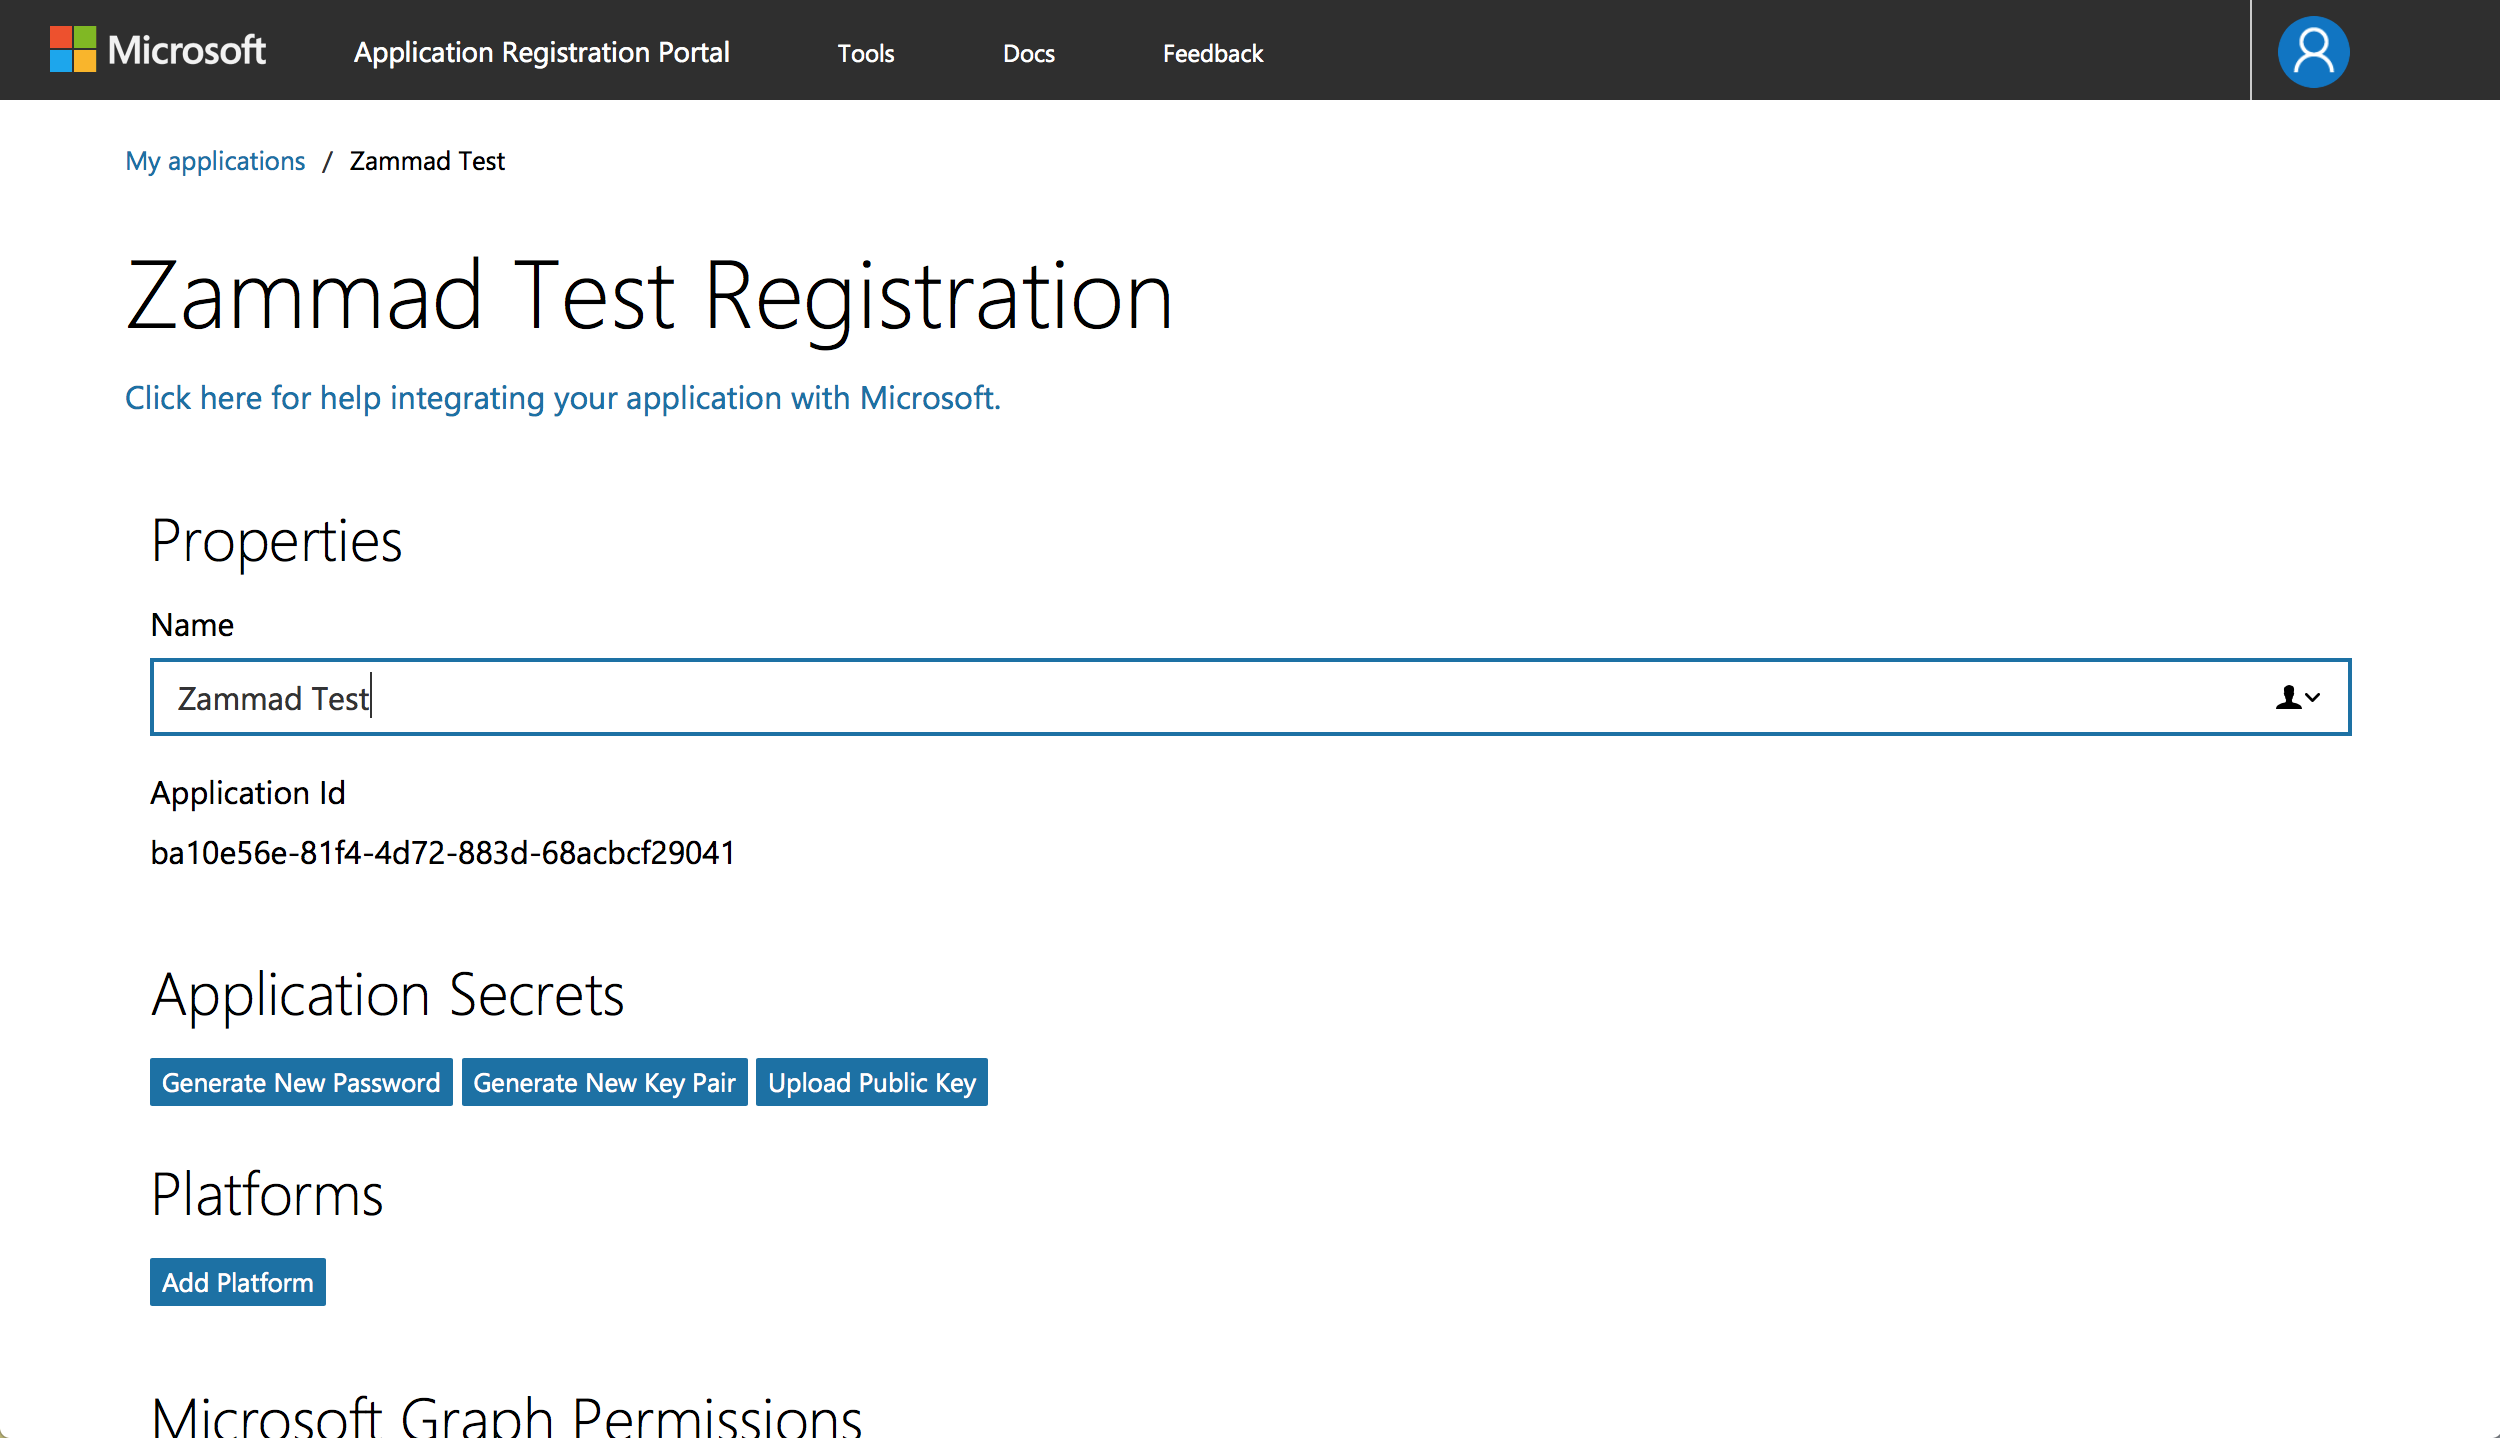 Microsoft Application Registration Portal Tools Docs Feedback
My applications / Zammad Test
Zammad Test Registration
Click here for help integrating your application with Microsoft.
Properties
Name
Zammad Test
Application Id
ba10e56e-81f4-4d72-883d-68acbcf29041
Application Secrets
Generate New Password Generate New Key Pair Upload Public Key
Platforms
Add Platform
Microsoft Graph Permissions